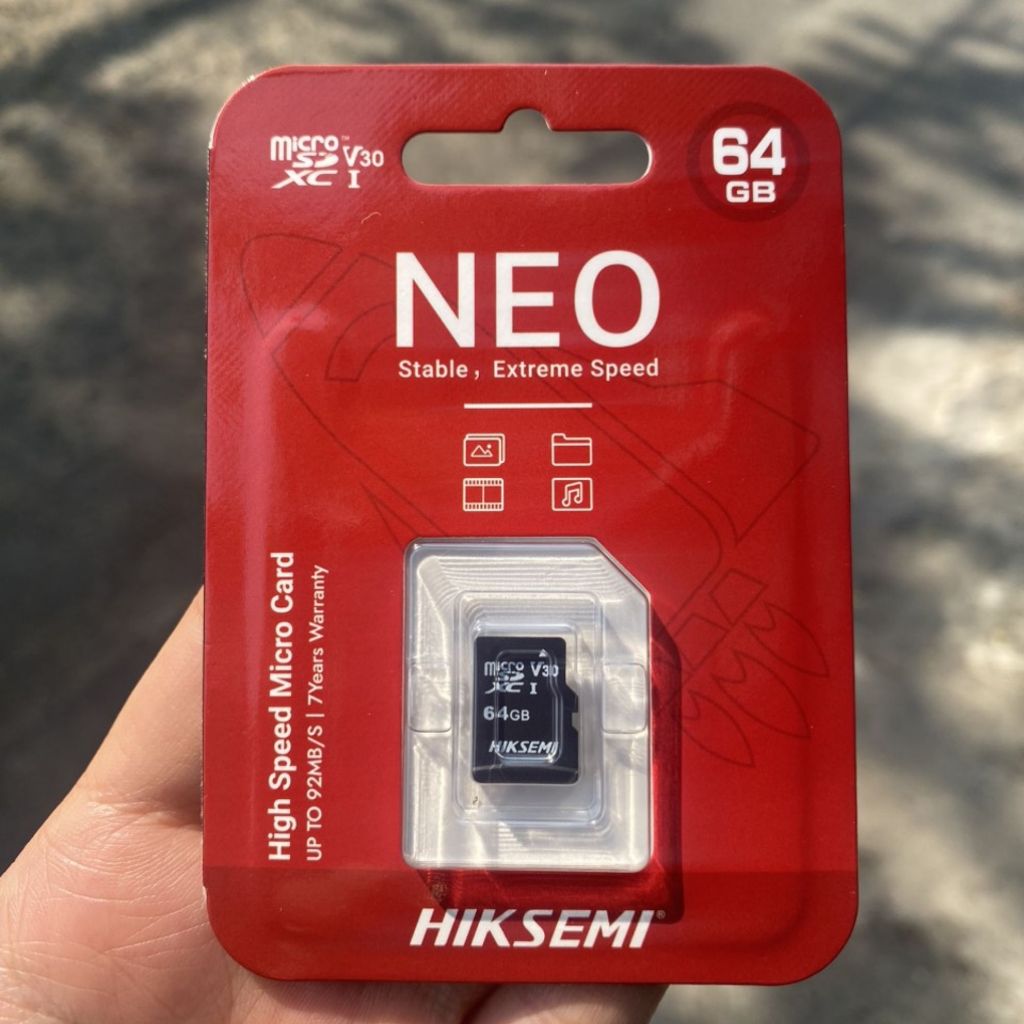 micro™
SD V30
XC I
64
GB
NEO
Stable, Extreme Speed
High Speed Micro Card
UP TO 92MB/S | 7Years Warranty
micro
SD V30
XC I
64GB
HIKSEMI
HIKSEMI®